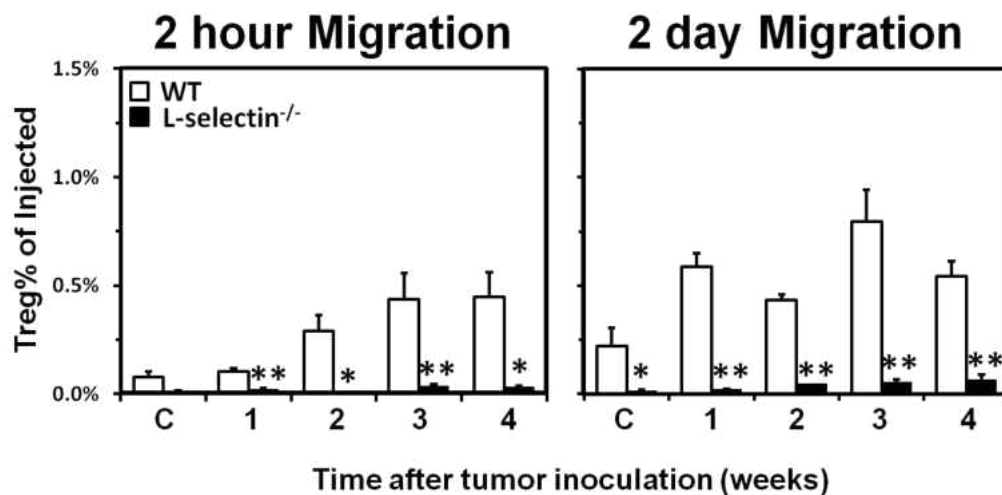 2 hour Migration
2 day Migration
1.5%
1.0%
0.5%
0.0%
Treg% of Injected
WT
L-selectin-/-
** * ** *
* ** ** ** **
C 1 2 3 4
C 1 2 3 4
Time after tumor inoculation (weeks)